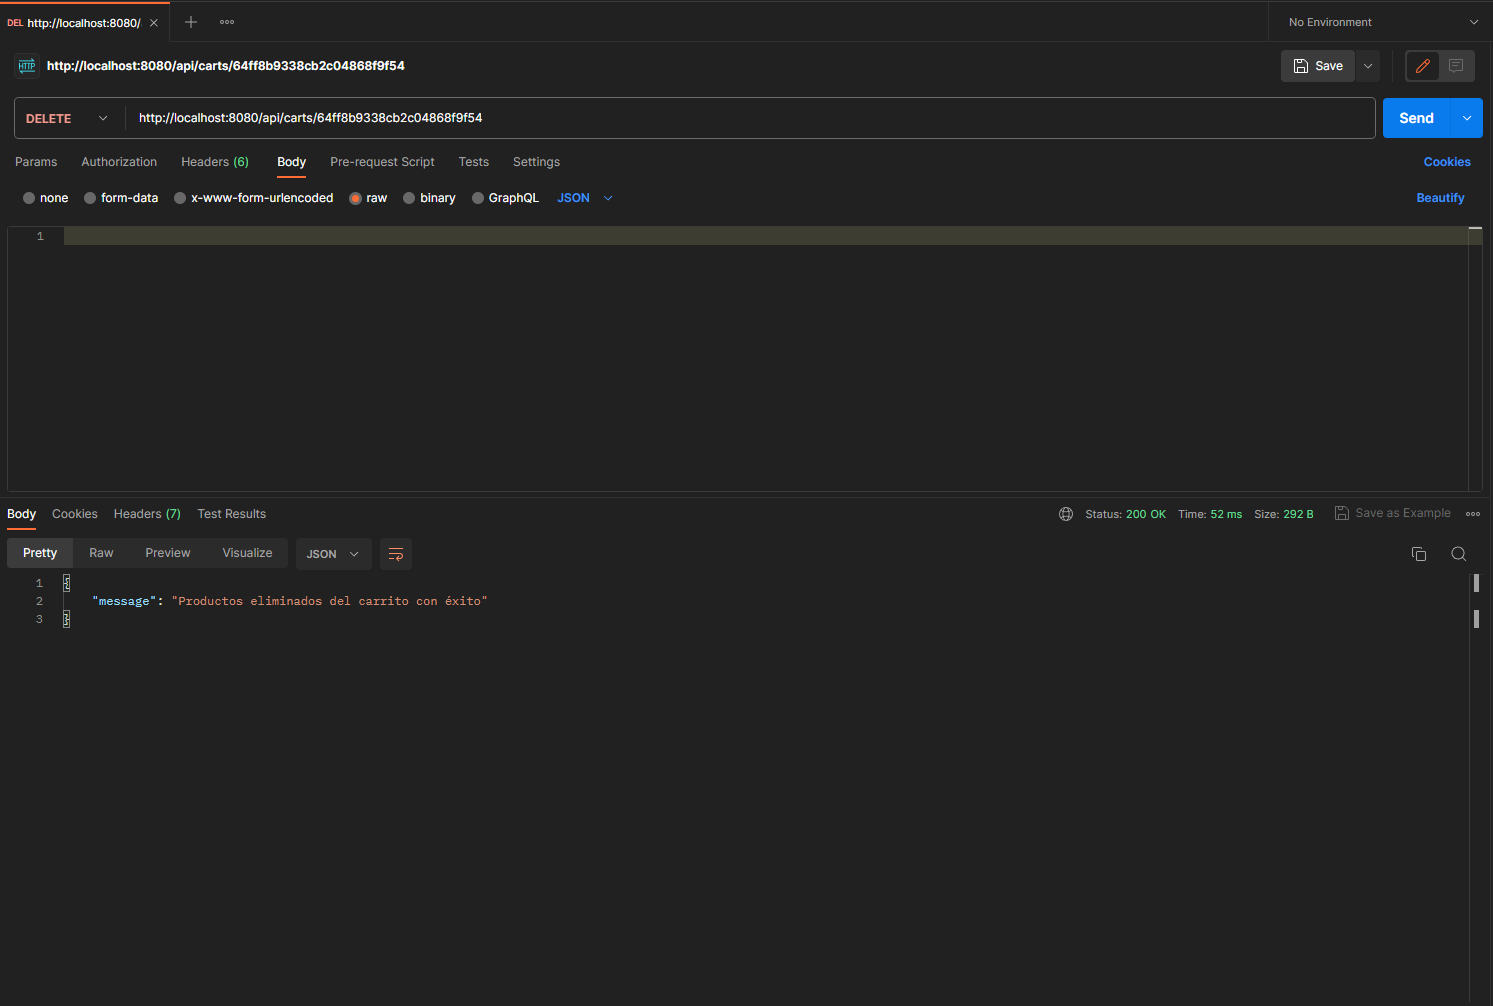 DEL http://localhost:8080/
No Environment
HTTP http://localhost:8080/api/carts/64ff8b9338cb2c04868f9f54
Save
DELETE http://localhost:8080/api/carts/64ff8b9338cb2c04868f9f54
Send
Params Authorization Headers (6) Body Pre-request Script Tests Settings Cookies
none form-data x-www-form-urlencoded raw binary GraphQL JSON Beautify
1
Body Cookies Headers (7) Test Results Status: 200 OK Time: 52 ms Size: 292 B Save as Example
Pretty Raw Preview Visualize JSON
1 {
2 "message": "Productos eliminados del carrito con éxito"
3 }